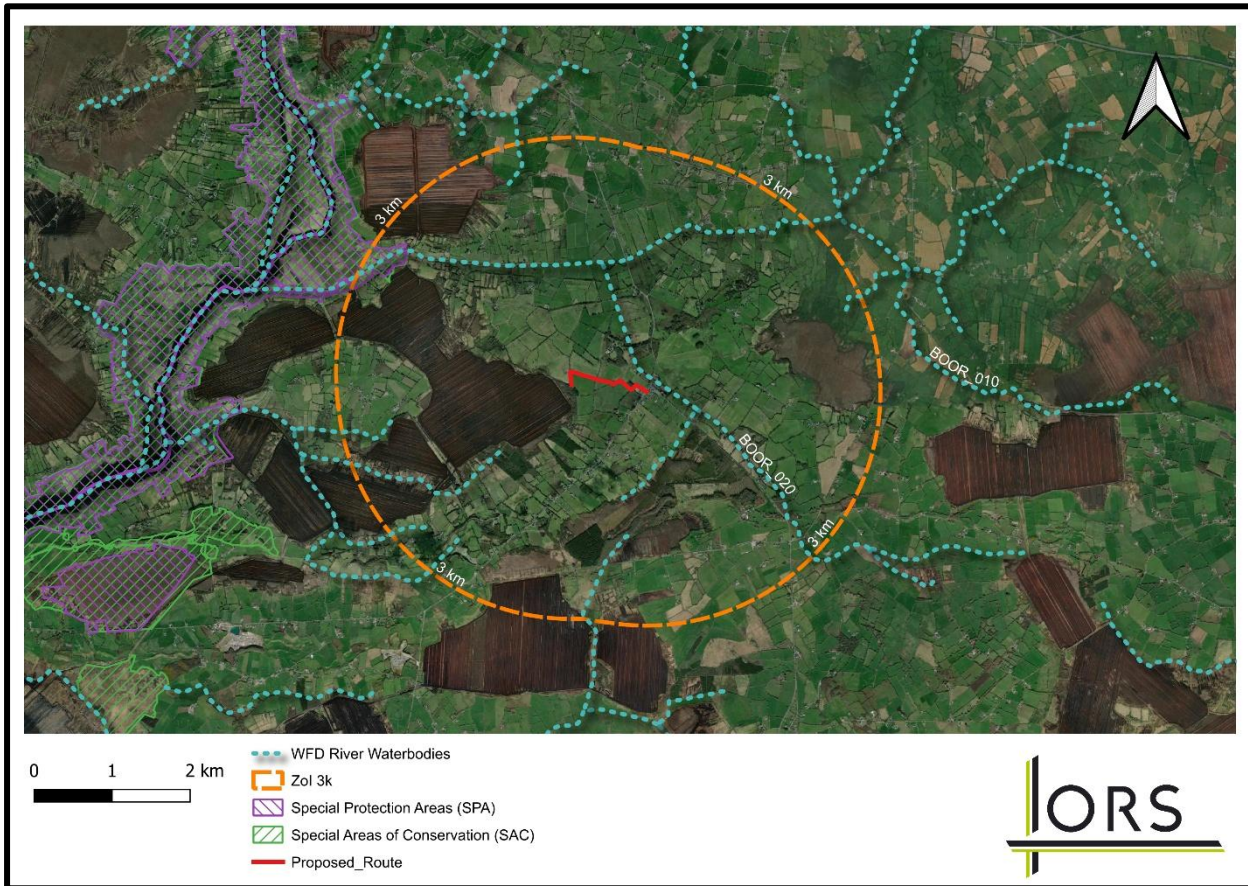 3 km
3 km
BOOR_010
BOOR_020
3 km
3 km
0 1 2 km
WFD River Waterbodies
ZoI 3k
Special Protection Areas (SPA)
Special Areas of Conservation (SAC)
Proposed_Route
ORS